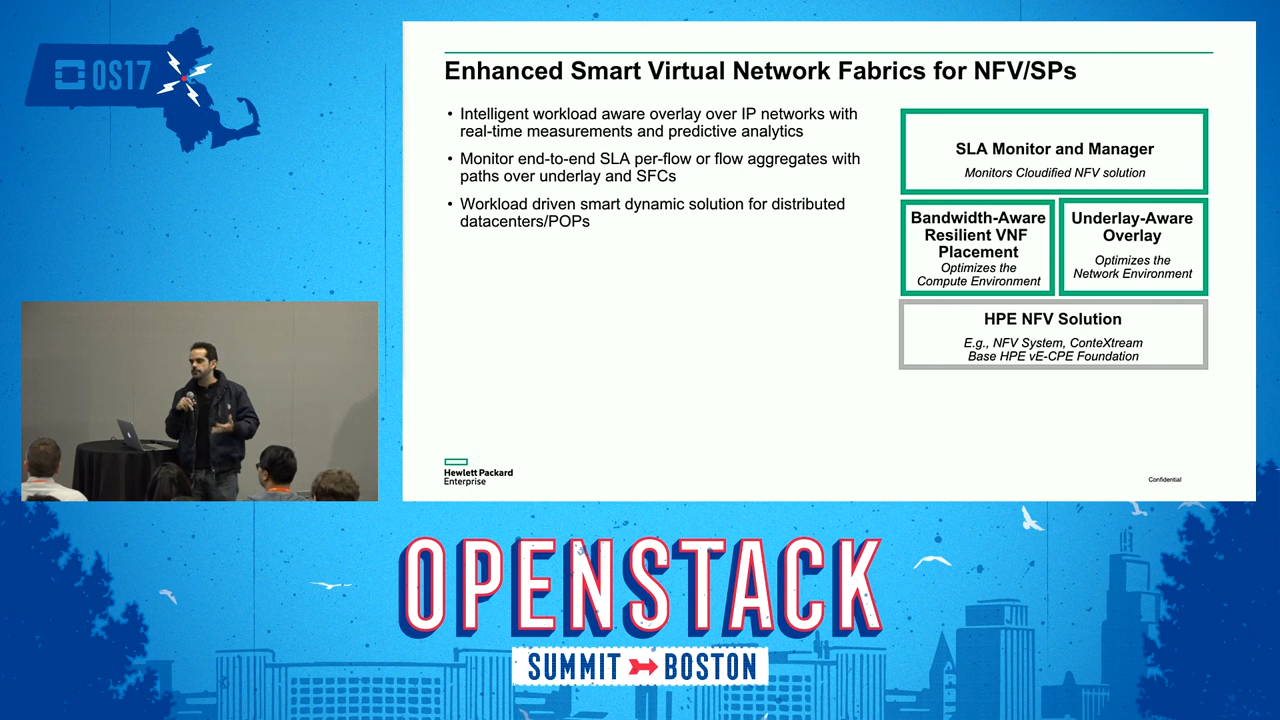 OS17
Enhanced Smart Virtual Network Fabrics for NFV/SPs
• Intelligent workload aware overlay over IP networks with
real-time measurements and predictive analytics
• Monitor end-to-end SLA per-flow or flow aggregates with
paths over underlay and SFCs
• Workload driven smart dynamic solution for distributed
datacenters/POPs
SLA Monitor and Manager
Monitors Cloudified NFV solution
Bandwidth-Aware
Resilient VNF
Placement
Optimizes the
Compute Environment
Underlay-Aware
Overlay
Optimizes the
Network Environment
HPE NFV Solution
E.g., NFV System, ConteXtream
Base HPE vE-CPE Foundation
Hewlett Packard
Enterprise
Confidential
OPENSTACK
SUMMIT BOSTON